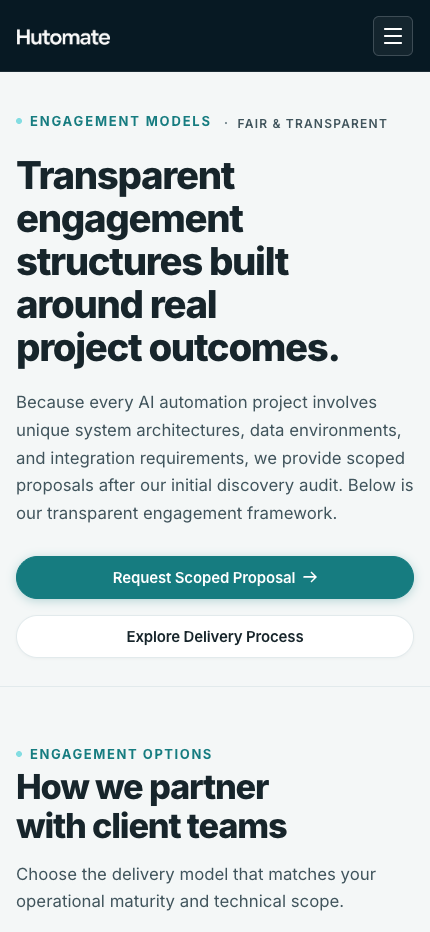 Hutomate
ENGAGEMENT MODELS · FAIR & TRANSPARENT
Transparent
engagement
structures built
around real
project outcomes.
Because every AI automation project involves
unique system architectures, data environments,
and integration requirements, we provide scoped
proposals after our initial discovery audit. Below is
our transparent engagement framework.
Request Scoped Proposal →
Explore Delivery Process
ENGAGEMENT OPTIONS
How we partner
with client teams
Choose the delivery model that matches your
operational maturity and technical scope.